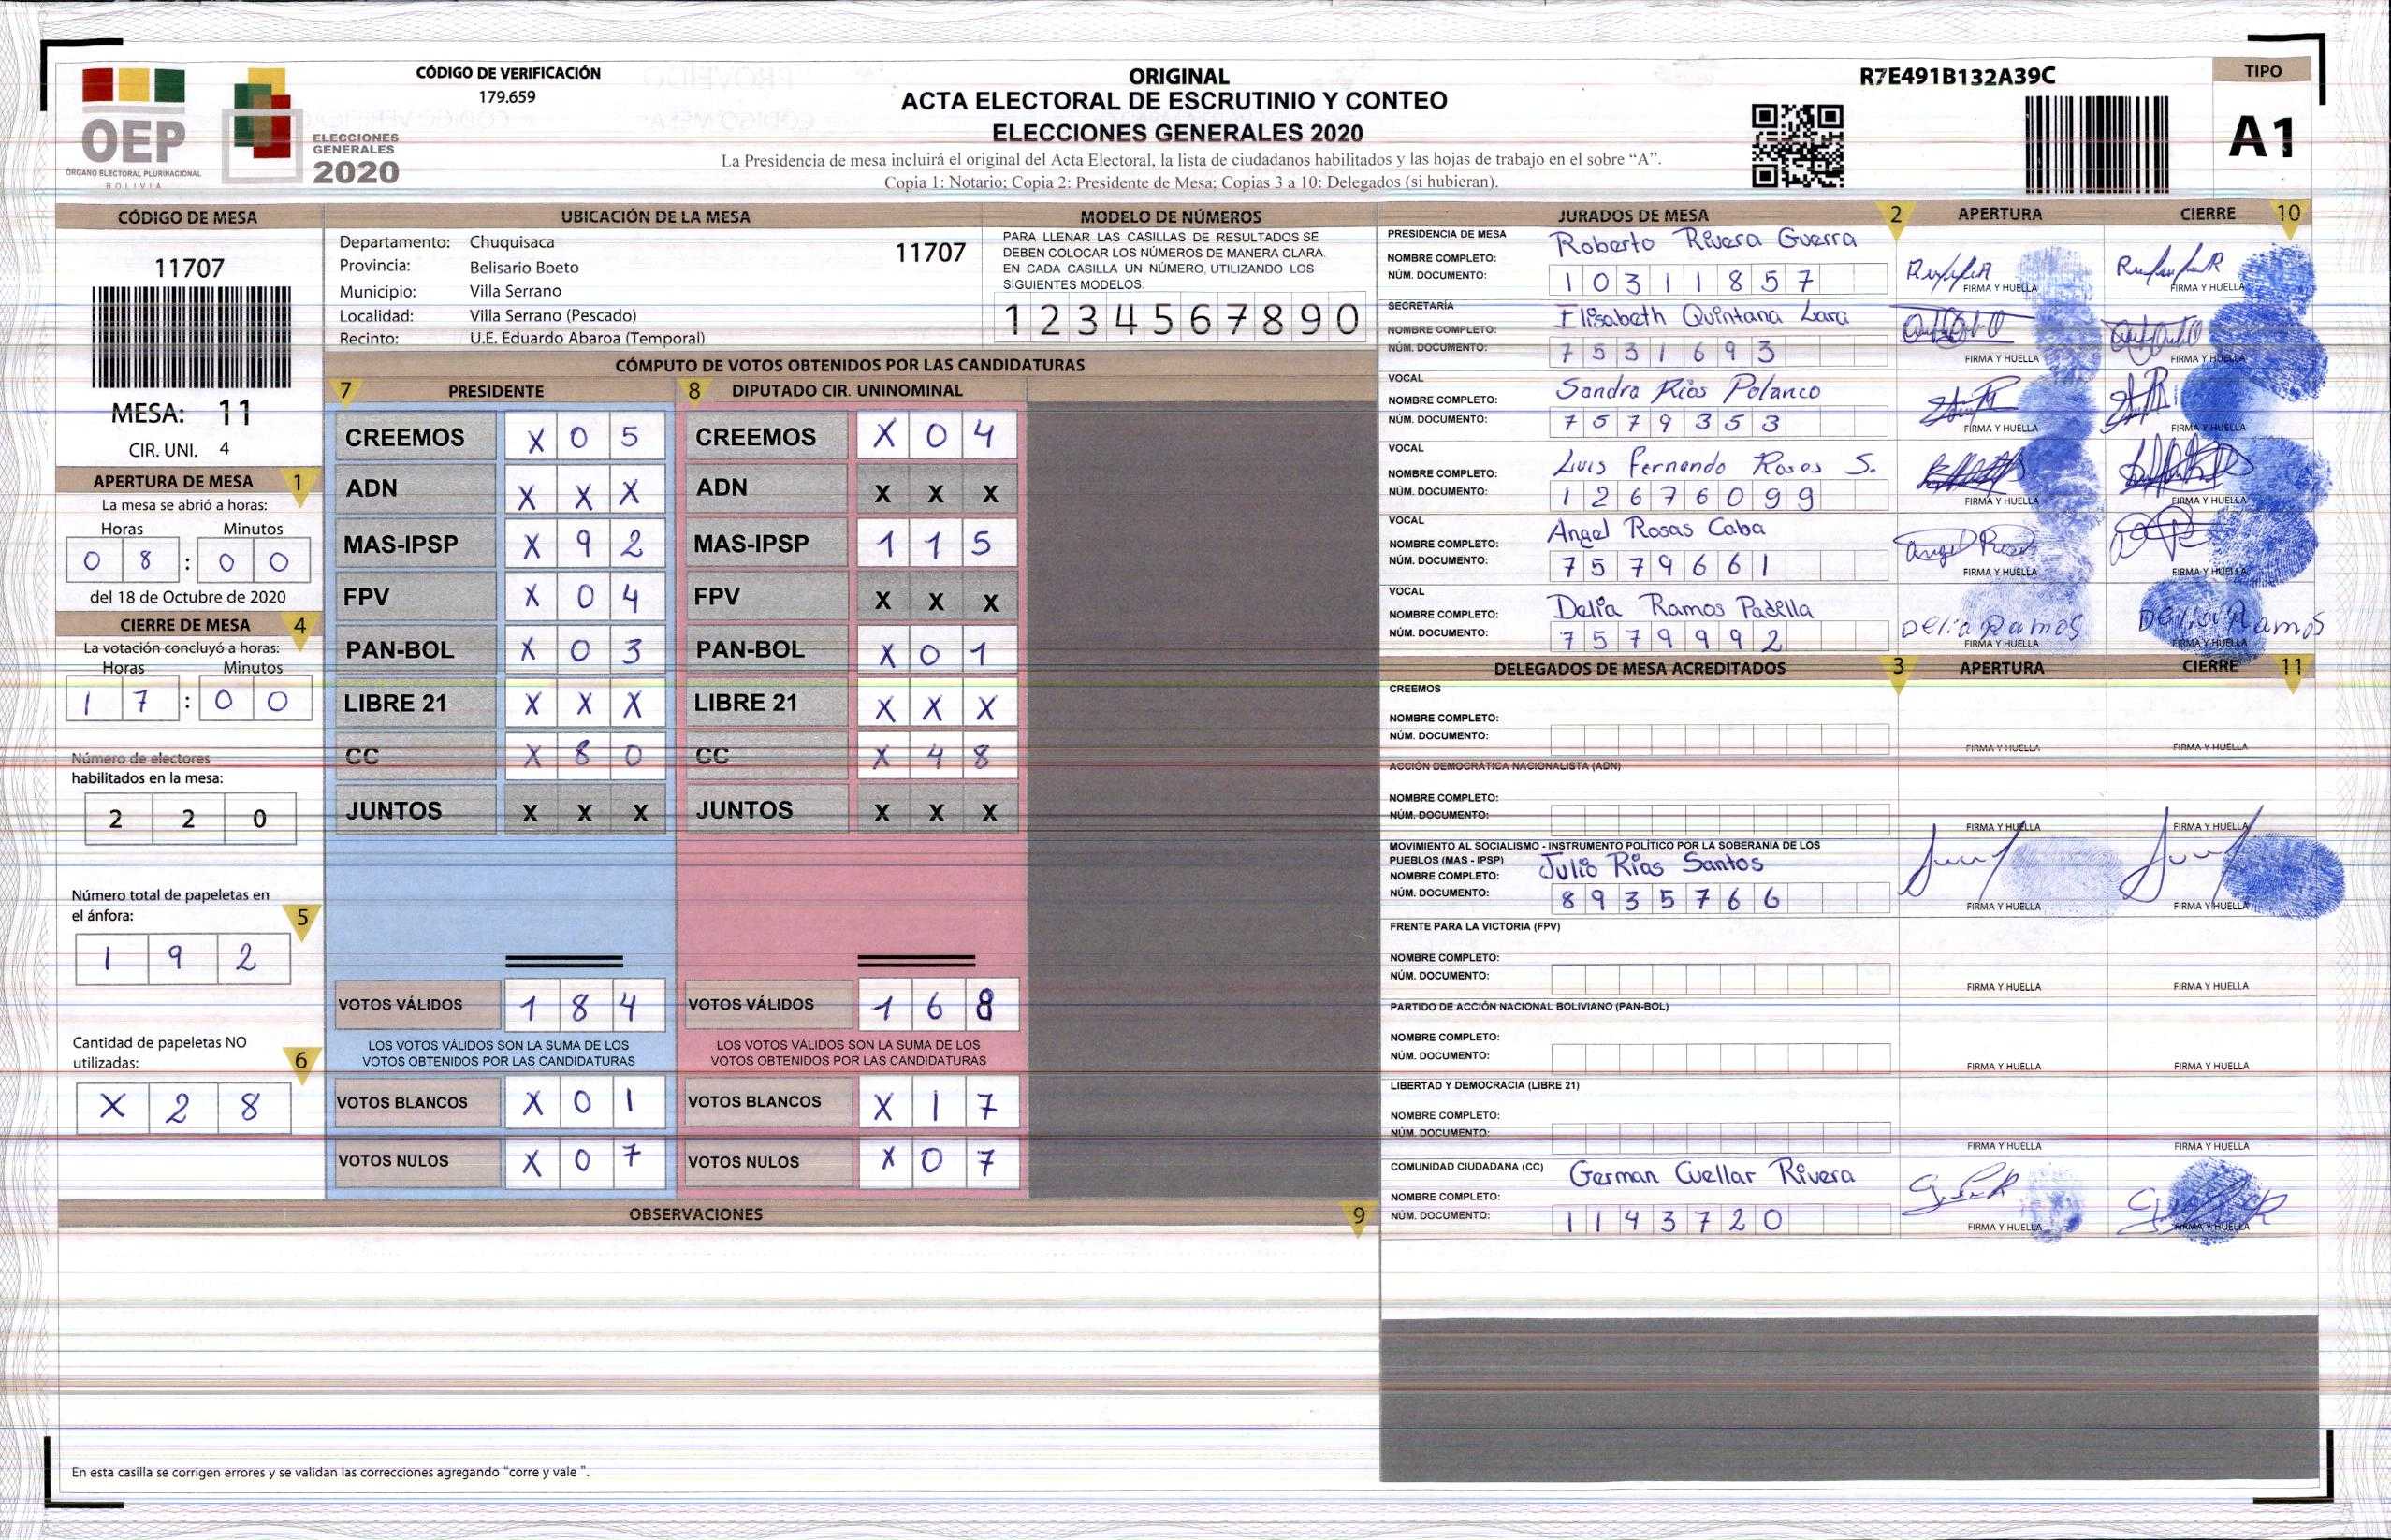 CÓDIGO DE VERIFICACIÓN
179.659
OEP
ÓRGANO ELECTORAL PLURINACIONAL
BOLIVIA
ELECCIONES
GENERALES
2020
ORIGINAL
ACTA ELECTORAL DE ESCRUTINIO Y CONTEO
ELECCIONES GENERALES 2020
La Presidencia de mesa incluirá el original del Acta Electoral, la lista de ciudadanos habilitados y las hojas de trabajo en el sobre “A”.
Copia 1: Notario; Copia 2: Presidente de Mesa; Copias 3 a 10: Delegados (si hubieran).
R7E491B132A39C
TIPO
A1
CÓDIGO DE MESA
11707
MESA: 11
CIR. UNI. 4
APERTURA DE MESA 1
La mesa se abrió a horas:
Horas Minutos
0 8 : 0 0
del 18 de Octubre de 2020
CIERRE DE MESA 4
La votación concluyó a horas:
Horas Minutos
1 7 : 0 0
Número de electores
habilitados en la mesa:
2 2 0
Número total de papeletas en
el ánfora: 5
1 9 2
Cantidad de papeletas NO
utilizadas: 6
X 2 8
UBICACIÓN DE LA MESA
Departamento: Chuquisaca
11707
Provincia: Belisario Boeto
Municipio: Villa Serrano
Localidad: Villa Serrano (Pescado)
Recinto: U.E. Eduardo Abaroa (Temporal)
MODELO DE NÚMEROS
PARA LLENAR LAS CASILLAS DE RESULTADOS SE
DEBEN COLOCAR LOS NÚMEROS DE MANERA CLARA.
EN CADA CASILLA UN NÚMERO, UTILIZANDO LOS
SIGUIENTES MODELOS:
1 2 3 4 5 6 7 8 9 0
CÓMPUTO DE VOTOS OBTENIDOS POR LAS CANDIDATURAS
7 PRESIDENTE
CREEMOS X 0 5
ADN X X X
MAS-IPSP X 9 2
FPV X 0 4
PAN-BOL X 0 3
LIBRE 21 X X X
CC X 8 0
JUNTOS X X X
VOTOS VÁLIDOS 1 8 4
LOS VOTOS VÁLIDOS SON LA SUMA DE LOS
VOTOS OBTENIDOS POR LAS CANDIDATURAS
VOTOS BLANCOS X 0 1
VOTOS NULOS X 0 7
8 DIPUTADO CIR. UNINOMINAL
CREEMOS X 0 4
ADN X X X
MAS-IPSP 1 1 5
FPV X X X
PAN-BOL X 0 1
LIBRE 21 X X X
CC X 4 8
JUNTOS X X X
VOTOS VÁLIDOS 1 6 8
LOS VOTOS VÁLIDOS SON LA SUMA DE LOS
VOTOS OBTENIDOS POR LAS CANDIDATURAS
VOTOS BLANCOS X 1 7
VOTOS NULOS X 0 7
OBSERVACIONES 9
En esta casilla se corrigen errores y se validan las correcciones agregando “corre y vale ”.
JURADOS DE MESA 2 APERTURA CIERRE 10
PRESIDENCIA DE MESA
NOMBRE COMPLETO: Roberto Rivera Guerra
NÚM. DOCUMENTO: 1 0 3 1 1 8 5 7
FIRMA Y HUELLA FIRMA Y HUELLA
SECRETARÍA
NOMBRE COMPLETO: Elisabeth Quintana Lara
NÚM. DOCUMENTO: 7 5 3 1 6 9 3
FIRMA Y HUELLA FIRMA Y HUELLA
VOCAL
NOMBRE COMPLETO: Sandra Rios Polanco
NÚM. DOCUMENTO: 7 5 7 9 3 5 3
FIRMA Y HUELLA FIRMA Y HUELLA
VOCAL
NOMBRE COMPLETO: Luis Fernando Rosas S.
NÚM. DOCUMENTO: 1 2 6 7 6 0 9 9
FIRMA Y HUELLA FIRMA Y HUELLA
VOCAL
NOMBRE COMPLETO: Angel Rosas Caba
NÚM. DOCUMENTO: 7 5 7 9 6 6 1
FIRMA Y HUELLA FIRMA Y HUELLA
VOCAL
NOMBRE COMPLETO: Delia Ramos Padilla
NÚM. DOCUMENTO: 7 5 7 9 9 9 2
Delia Ramos
FIRMA Y HUELLA FIRMA Y HUELLA
DELEGADOS DE MESA ACREDITADOS 3 APERTURA CIERRE 11
CREEMOS
NOMBRE COMPLETO:
NÚM. DOCUMENTO:
FIRMA Y HUELLA FIRMA Y HUELLA
ACCIÓN DEMOCRÁTICA NACIONALISTA (ADN)
NOMBRE COMPLETO:
NÚM. DOCUMENTO:
FIRMA Y HUELLA FIRMA Y HUELLA
MOVIMIENTO AL SOCIALISMO - INSTRUMENTO POLÍTICO POR LA SOBERANIA DE LOS
PUEBLOS (MAS - IPSP)
NOMBRE COMPLETO: Julio Rios Santos
NÚM. DOCUMENTO: 8 9 3 5 7 6 6
FIRMA Y HUELLA FIRMA Y HUELLA
FRENTE PARA LA VICTORIA (FPV)
NOMBRE COMPLETO:
NÚM. DOCUMENTO:
FIRMA Y HUELLA FIRMA Y HUELLA
PARTIDO DE ACCIÓN NACIONAL BOLIVIANO (PAN-BOL)
NOMBRE COMPLETO:
NÚM. DOCUMENTO:
FIRMA Y HUELLA FIRMA Y HUELLA
LIBERTAD Y DEMOCRACIA (LIBRE 21)
NOMBRE COMPLETO:
NÚM. DOCUMENTO:
FIRMA Y HUELLA FIRMA Y HUELLA
COMUNIDAD CIUDADANA (CC)
NOMBRE COMPLETO: German Cuellar Rivera
NÚM. DOCUMENTO: 1 1 4 3 7 2 0
FIRMA Y HUELLA FIRMA Y HUELLA